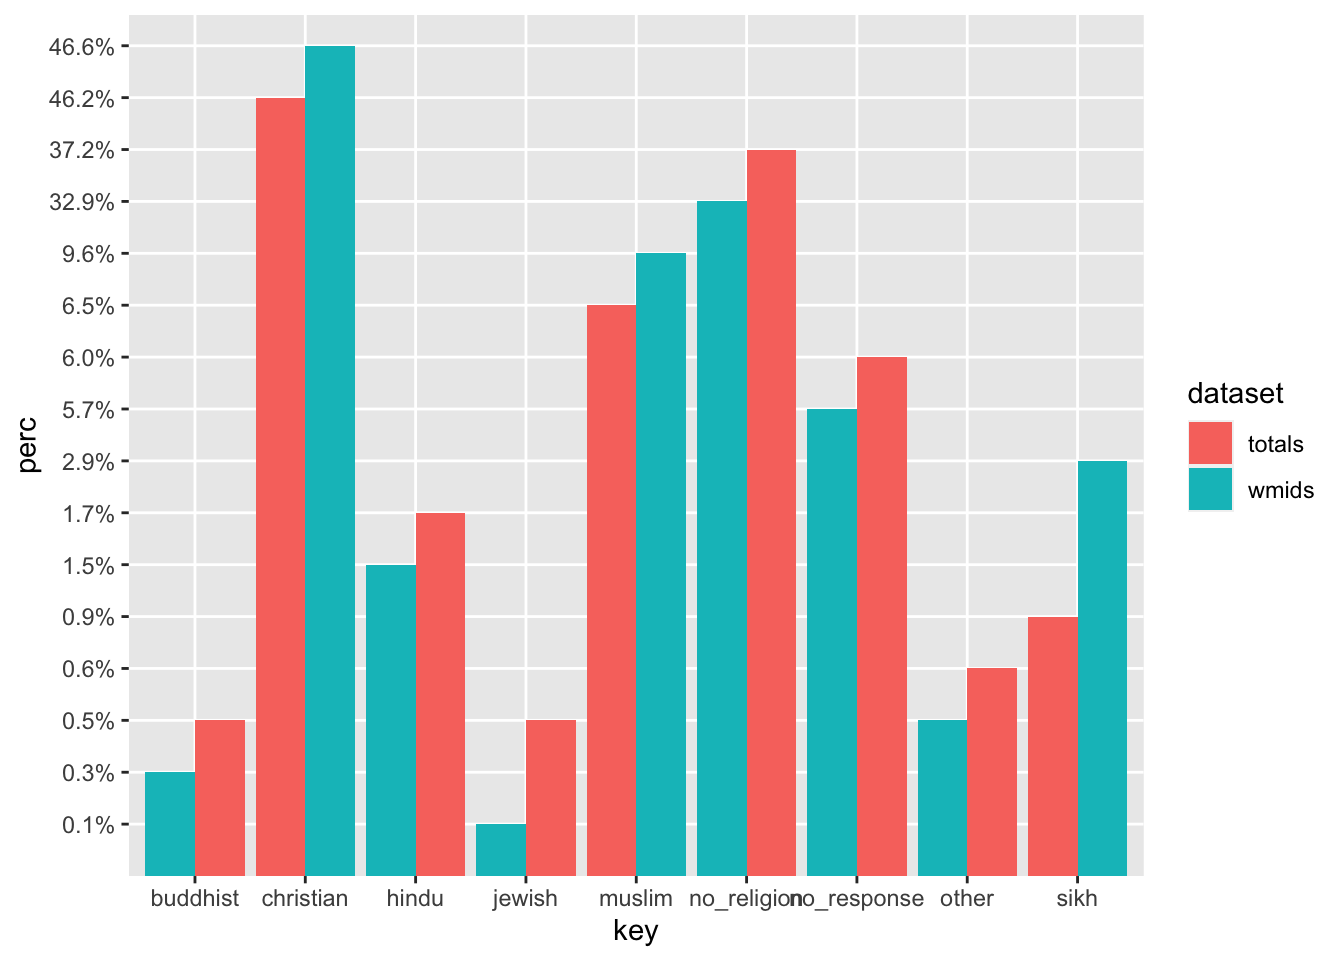 46.6%
46.2%
37.2%
32.9%
9.6%
6.5%
6.0%
5.7%
2.9%
1.7%
1.5%
0.9%
0.6%
0.5%
0.3%
0.1%
perc
buddhist christian hindu jewish muslim no_religion no_response other sikh
key
dataset
totals
wmids